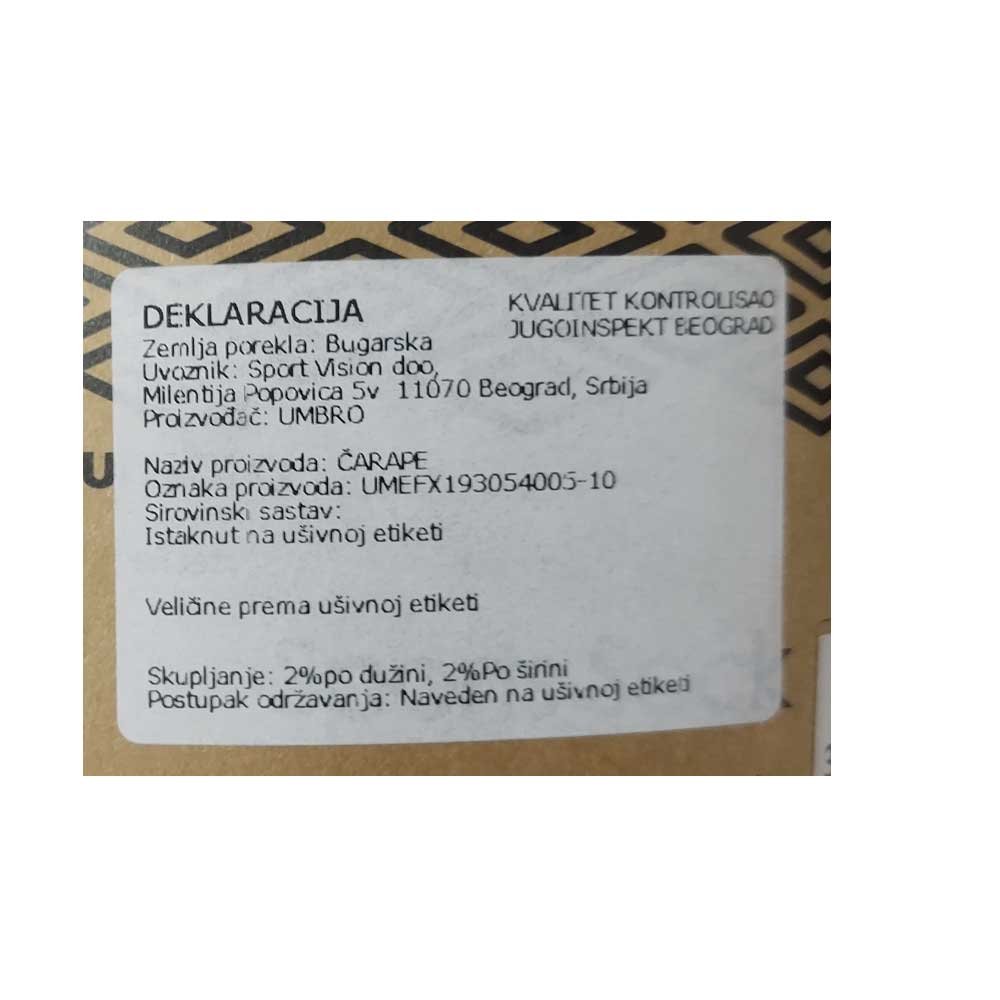 DEKLARACIJA
KVALITET KONTROLISAO
JUGOINSPEKT BEOGRAD
Zemlja porekla: Bugarska
Uvoznik: Sport Vision doo,
Milentija Popovica 5v 11070 Beograd, Srbija
Proizvođač: UMBRO
Naziv proizvoda: ČARAPE
Oznaka proizvoda: UMEFX193054005-10
Sirovinski sastav:
Istaknut na ušivnoj etiketi
Veličine prema ušivnoj etiketi
Skupljanje: 2%po dužini, 2%Po širini
Postupak održavanja: Naveden na ušivnoj etiketi